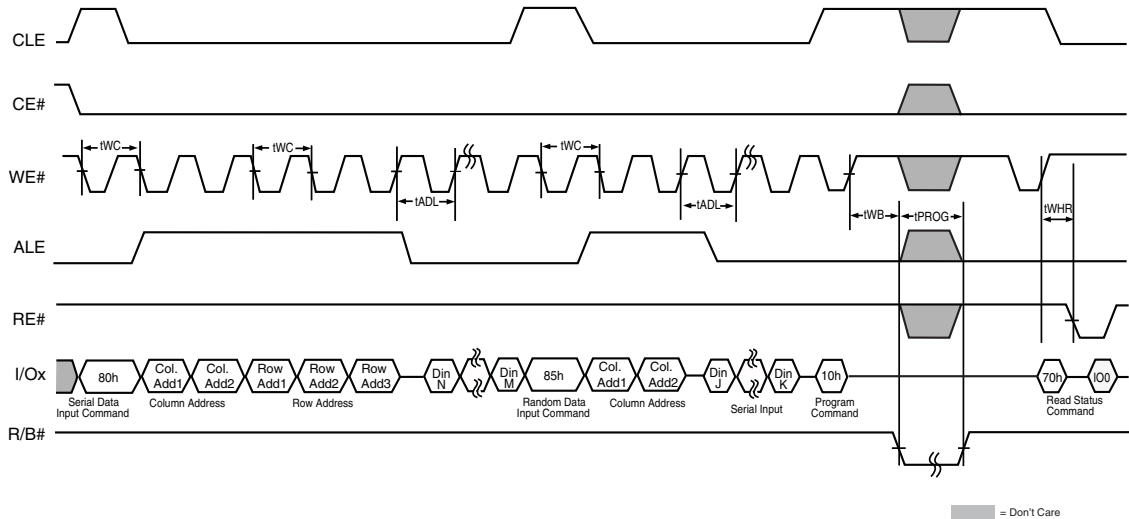 CLE
CE#
tWC
tWC
tWC
WE#
tADL
tADL
tWB
tPROG
tWHR
ALE
RE#
I/Ox
80h
Col. Add1
Col. Add2
Row Add1
Row Add2
Row Add3
Din N
Din M
85h
Col. Add1
Col. Add2
Din J
Din K
10h
70h
IO0
Serial Data Input Command
Column Address
Row Address
Random Data Input Command
Column Address
Serial Input
Program Command
Read Status Command
R/B#
= Don't Care